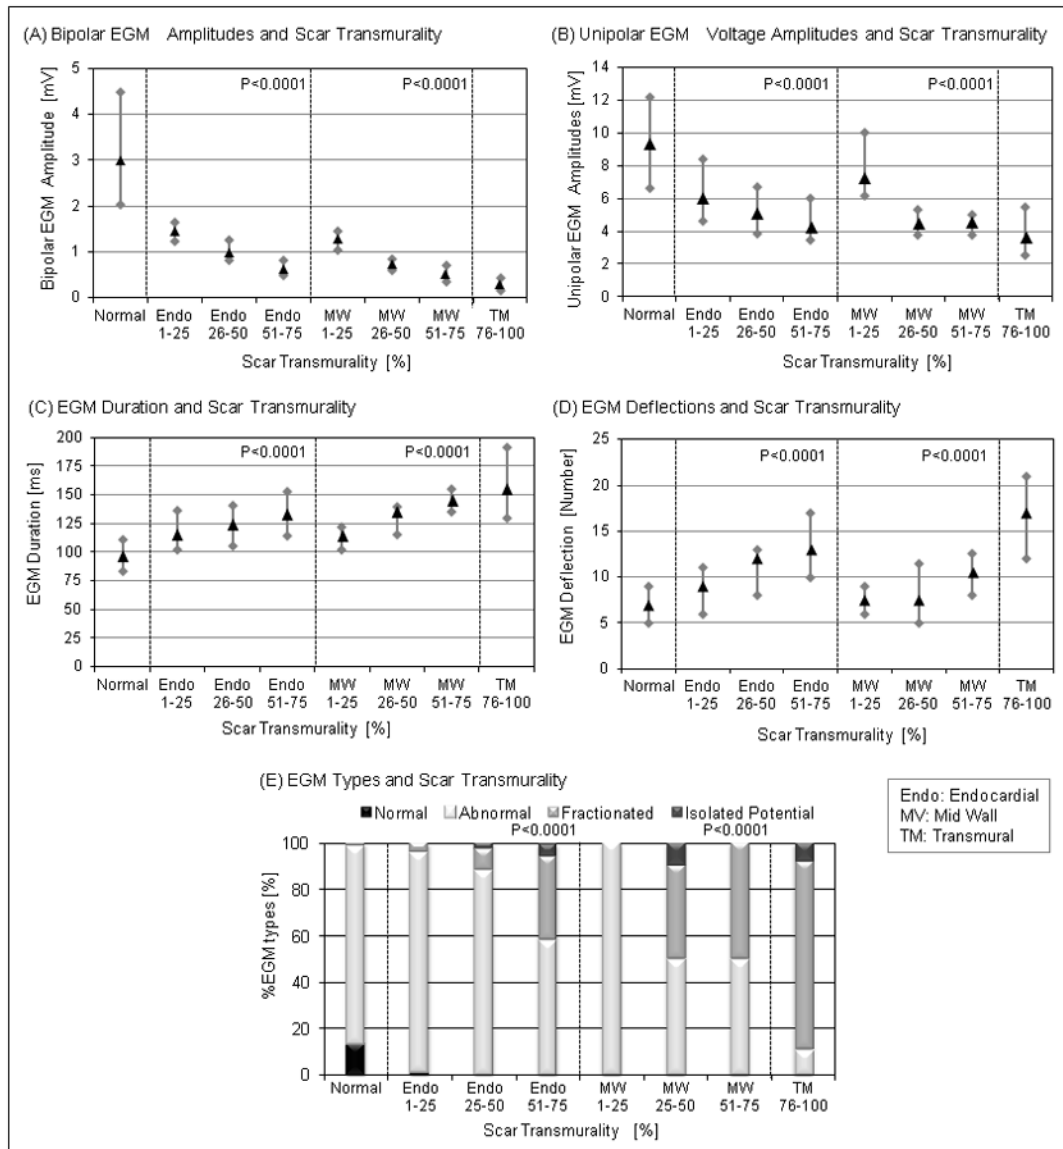 (A) Bipolar EGM Amplitudes and Scar Transmurality
P<0.0001 P<0.0001
Bipolar EGM Amplitude [mV]
5
4
3
2
1
0
Normal Endo Endo Endo MW MW MW TM
1-25 26-50 51-75 1-25 26-50 51-75 76-100
Scar Transmurality [%]
(B) Unipolar EGM Voltage Amplitudes and Scar Transmurality
P<0.0001 P<0.0001
Unipolar EGM Amplitudes [mV]
14
12
10
8
6
4
2
0
Normal Endo Endo Endo MW MW MW TM
1-25 26-50 51-75 1-25 26-50 51-75 76-100
Scar Transmurality [%]
(C) EGM Duration and Scar Transmurality
P<0.0001 P<0.0001
EGM Duration [ms]
200
175
150
125
100
75
50
25
0
Normal Endo Endo Endo MW MW MW TM
1-25 26-50 51-75 1-25 26-50 51-75 76-100
Scar Transmurality [%]
(D) EGM Deflections and Scar Transmurality
P<0.0001 P<0.0001
EGM Deflection [Number]
25
20
15
10
5
0
Normal Endo Endo Endo MW MW MW TM
1-25 26-50 51-75 1-25 26-50 51-75 76-100
Scar Transmurality [%]
(E) EGM Types and Scar Transmurality
Normal Abnormal Fractionated Isolated Potential
P<0.0001 P<0.0001
%EGM types [%]
100
80
60
40
20
0
Normal Endo Endo Endo MW MW MW TM
1-25 25-50 51-75 1-25 25-50 51-75 76-100
Scar Transmurality [%]
Endo: Endocardial
MV: Mid Wall
TM: Transmural